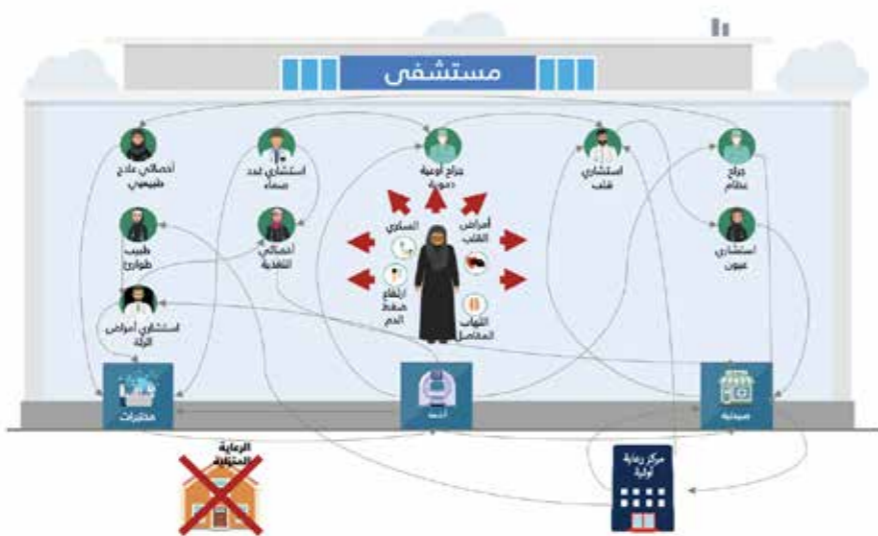 مستشفى
أخصائي علاج
طبيعي
استشاري غدد
صماء
جراح أوعية
دموية
استشاري
قلب
جراح
عظام
طبيب
طوارئ
أخصائي
التغذية
السكري
أمراض
القلب
استشاري
عيون
ارتفاع
ضغط
الدم
التهاب
المفاصل
استشاري أمراض
الرئة
مختبرات
أشعة
صيدلية
الرعاية
المنزلية
مركز رعاية
أولية